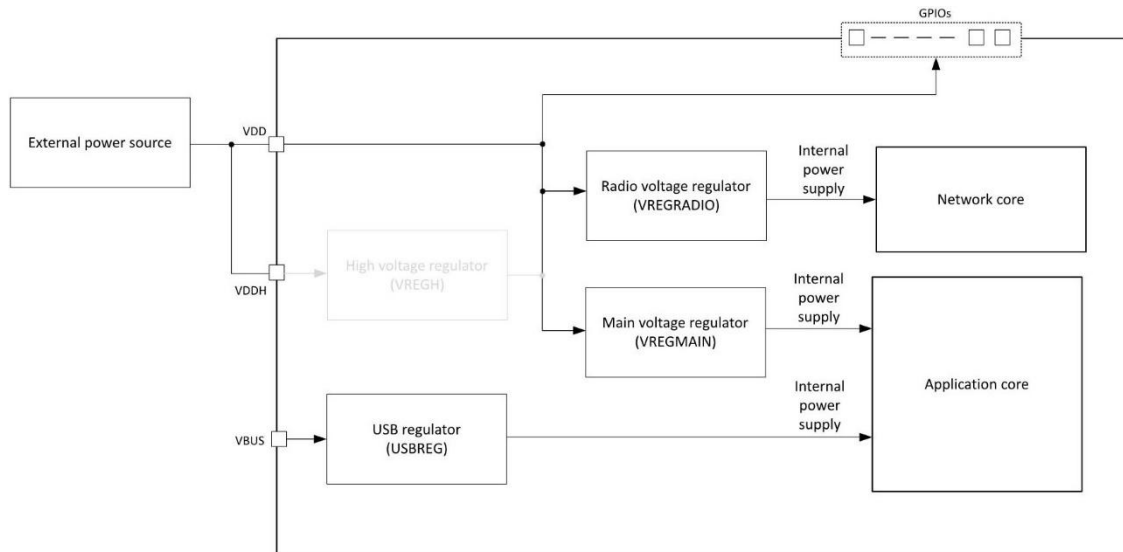 GPIOs
External power source
VDD
Internal
power
supply
Radio voltage regulator
(VREGRADIO)
Network core
High voltage regulator
(VREGH)
VDDH
Internal
power
supply
Main voltage regulator
(VREGMAIN)
Application core
Internal
power
supply
USB regulator
(USBREG)
VBUS